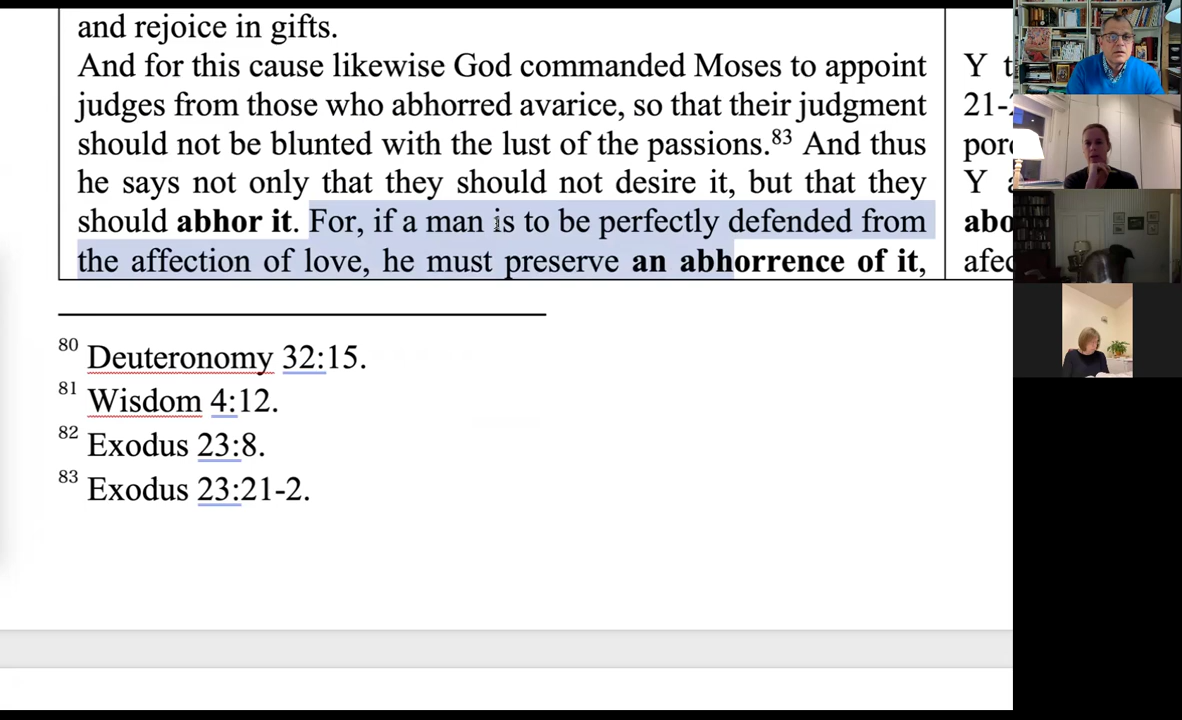 and rejoice in gifts.
And for this cause likewise God commanded Moses to appoint
judges from those who abhorred avarice, so that their judgment
should not be blunted with the lust of the passions.83 And thus
he says not only that they should not desire it, but that they
should abhor it. For, if a man is to be perfectly defended from
the affection of love, he must preserve an abhorrence of it,
Y
21-
Y
80 Deuteronomy 32:15.
81 Wisdom 4:12.
82 Exodus 23:8.
83 Exodus 23:21-2.